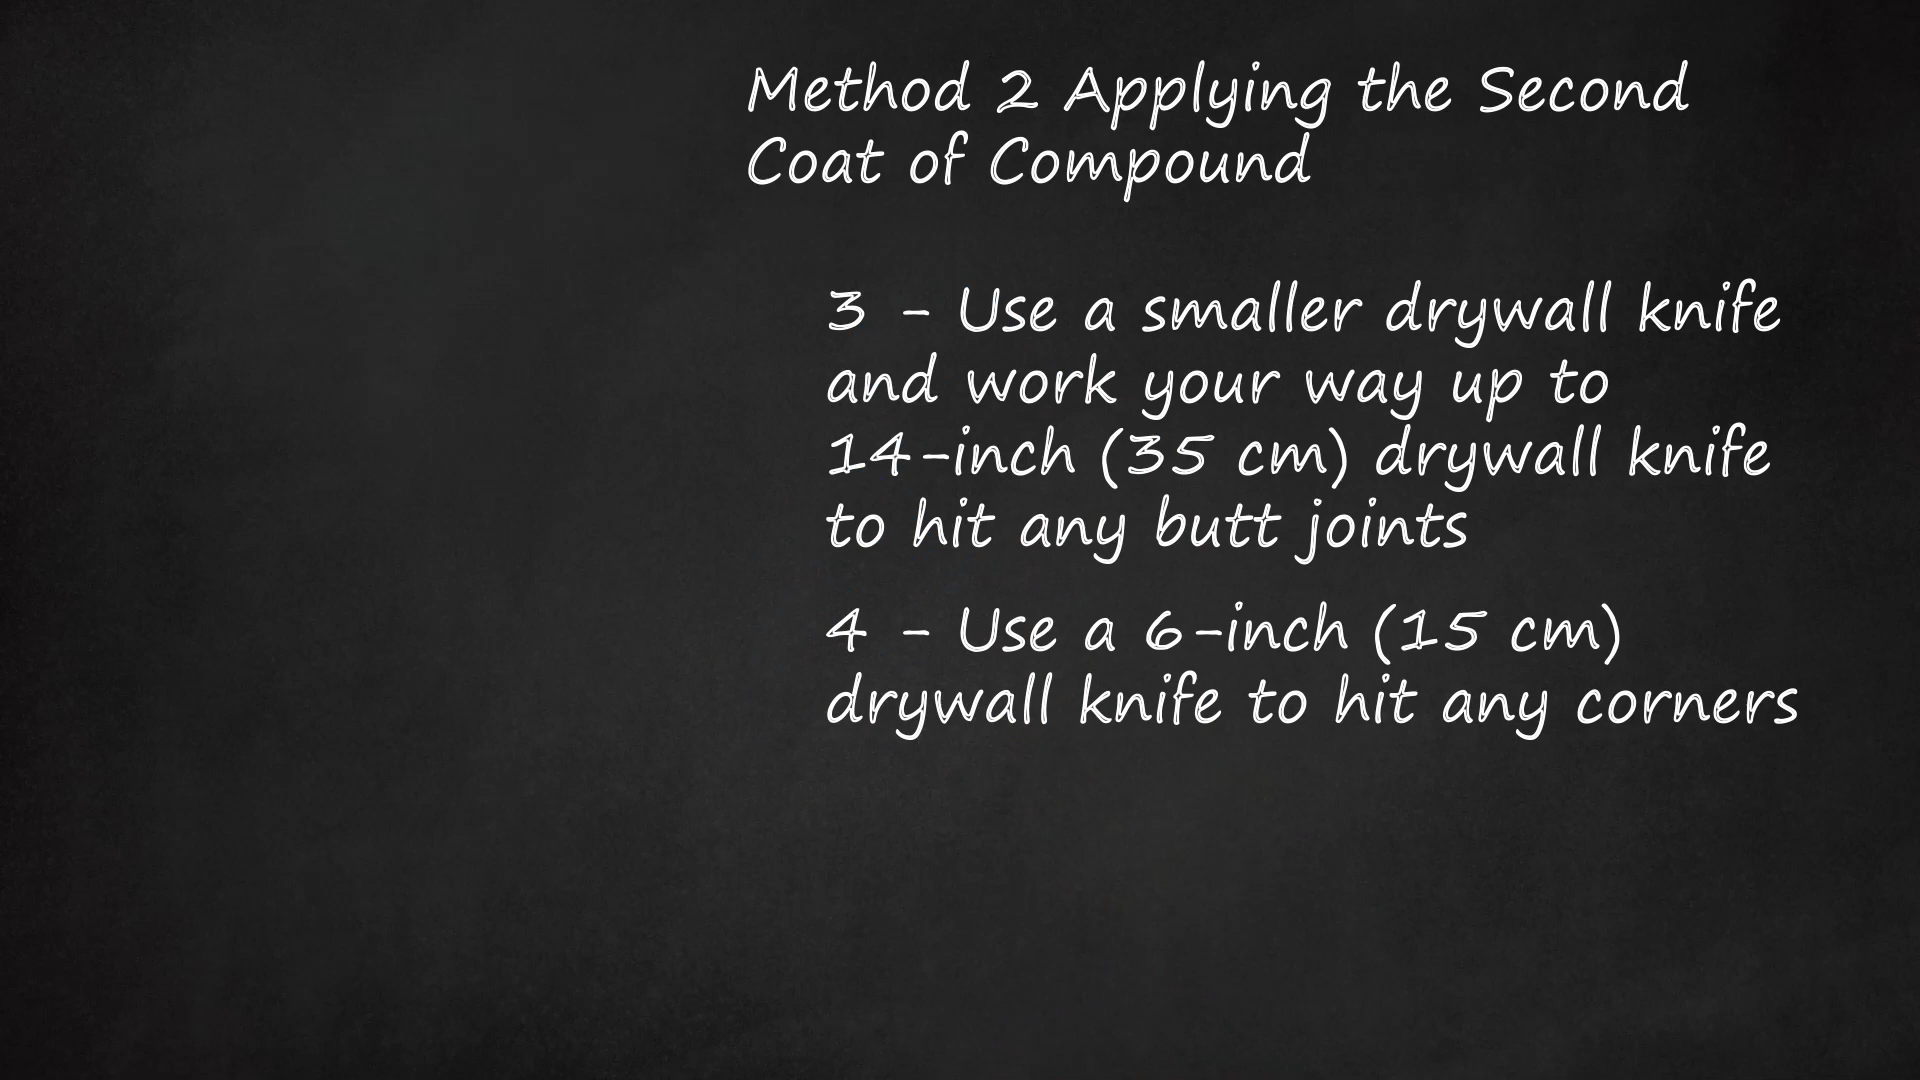 Method 2 Applying the Second
Coat of Compound
3 - Use a smaller drywall knife
and work your way up to
14-inch (35 cm) drywall knife
to hit any butt joints
4 - Use a 6-inch (15 cm)
drywall knife to hit any corners